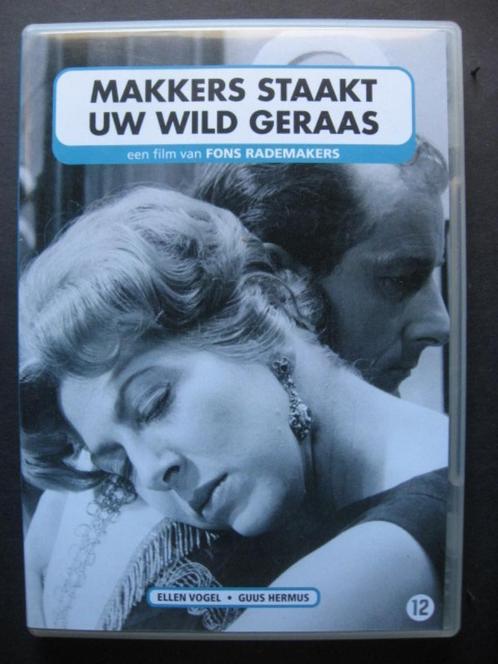 MAKKERS STAAKT
UW WILD GERAAS
een film van FONS RADEMAKERS
ELLEN VOGEL • GUUS HERMUS
12